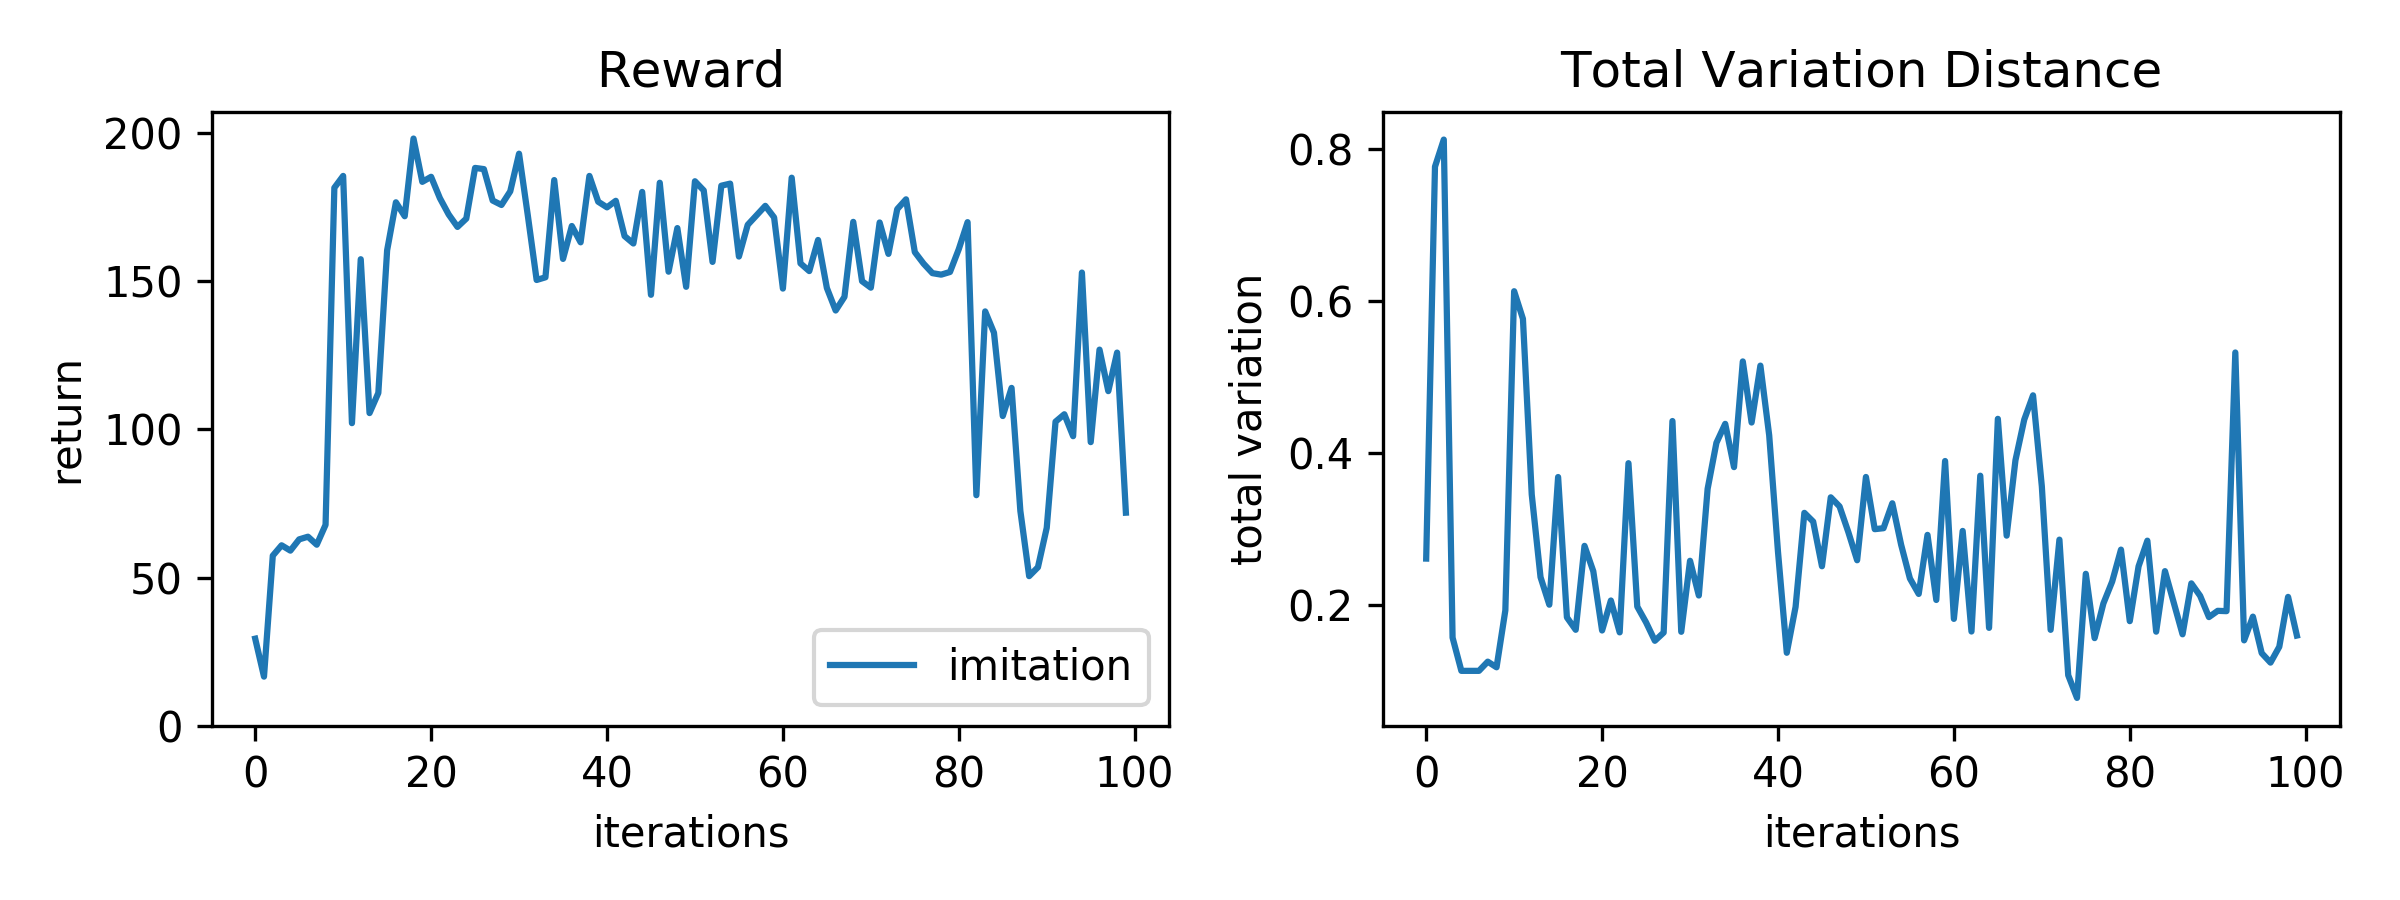 Reward
return
200
150
100
50
0
0 20 40 60 80 100
iterations
imitation
Total Variation Distance
total variation
0.8
0.6
0.4
0.2
0 20 40 60 80 100
iterations